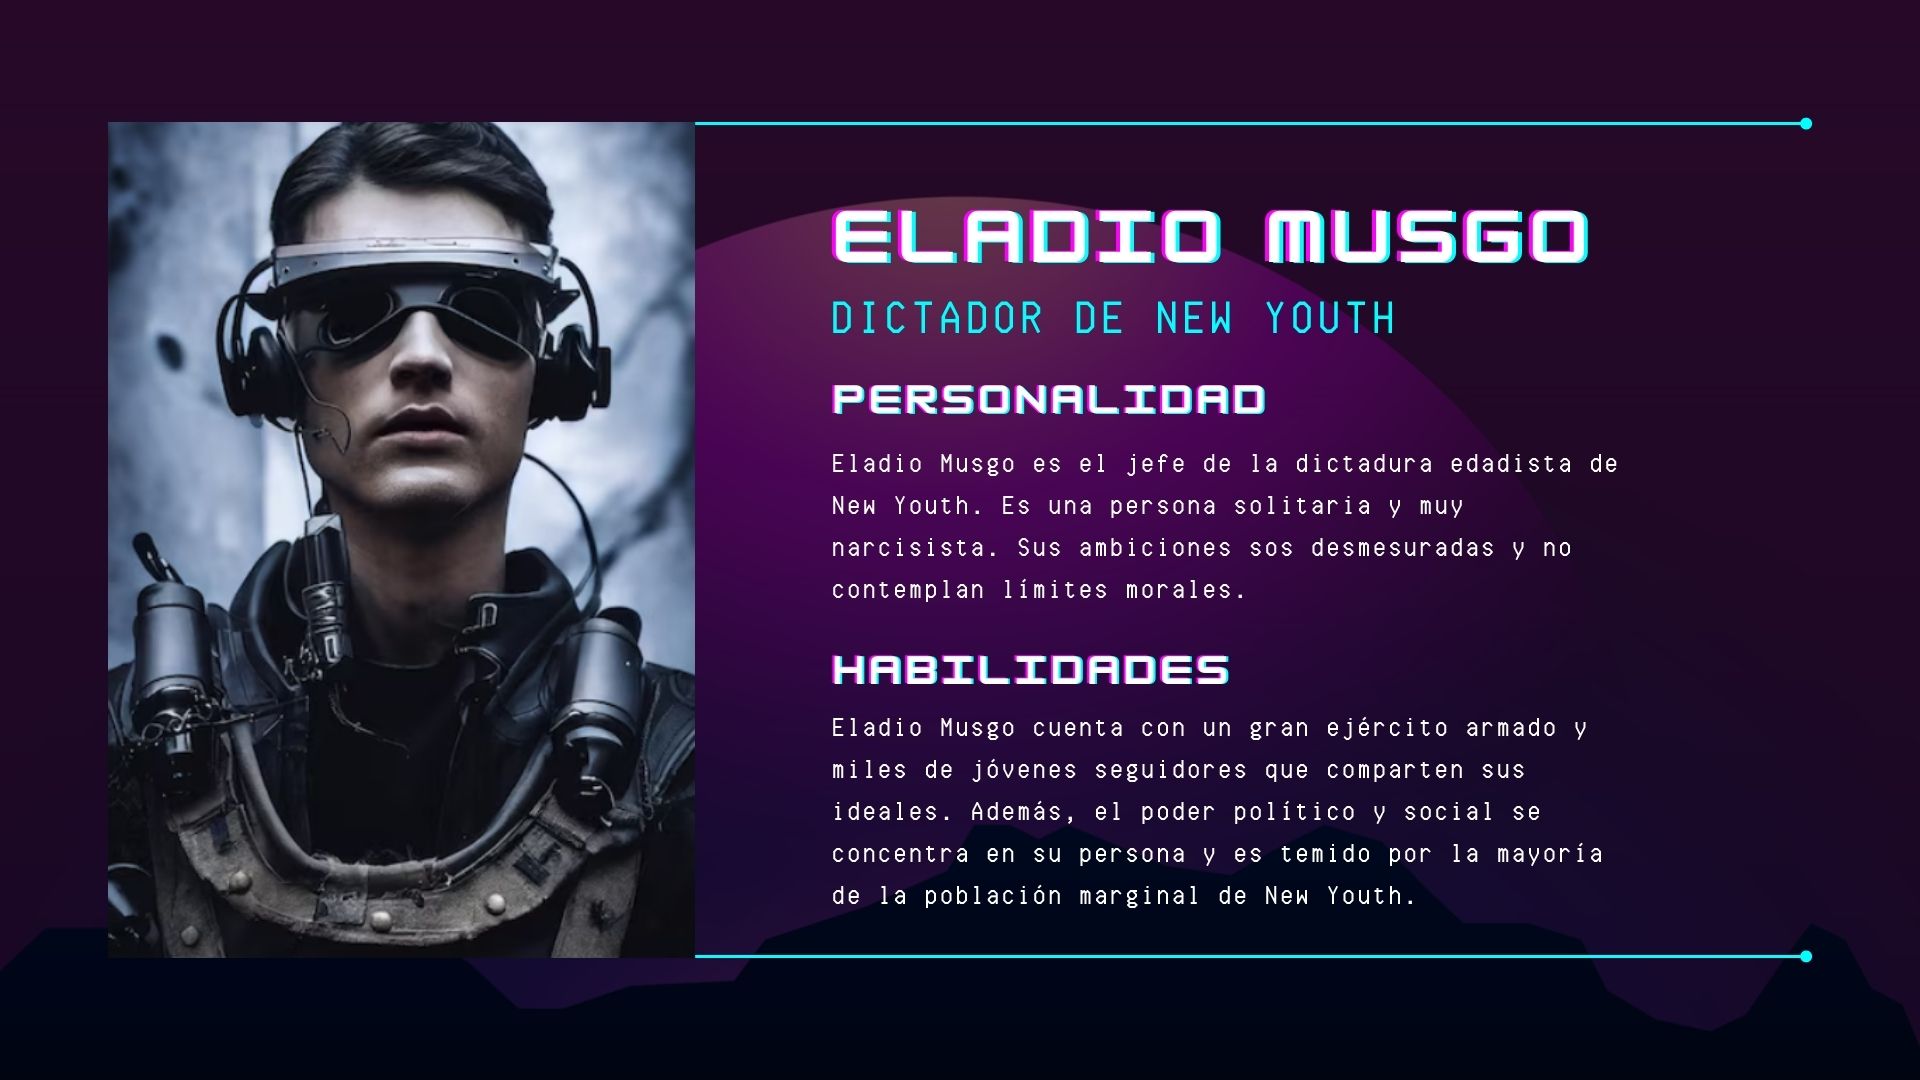 ELADIO MUSGO
DICTADOR DE NEW YOUTH
PERSONALIDAD
Eladio Musgo es el jefe de la dictadura edadista de
New Youth. Es una persona solitaria y muy
narcisista. Sus ambiciones sos desmesuradas y no
contemplan límites morales.
HABILIDADES
Eladio Musgo cuenta con un gran ejército armado y
miles de jóvenes seguidores que comparten sus
ideales. Además, el poder político y social se
concentra en su persona y es temido por la mayoría
de la población marginal de New Youth.